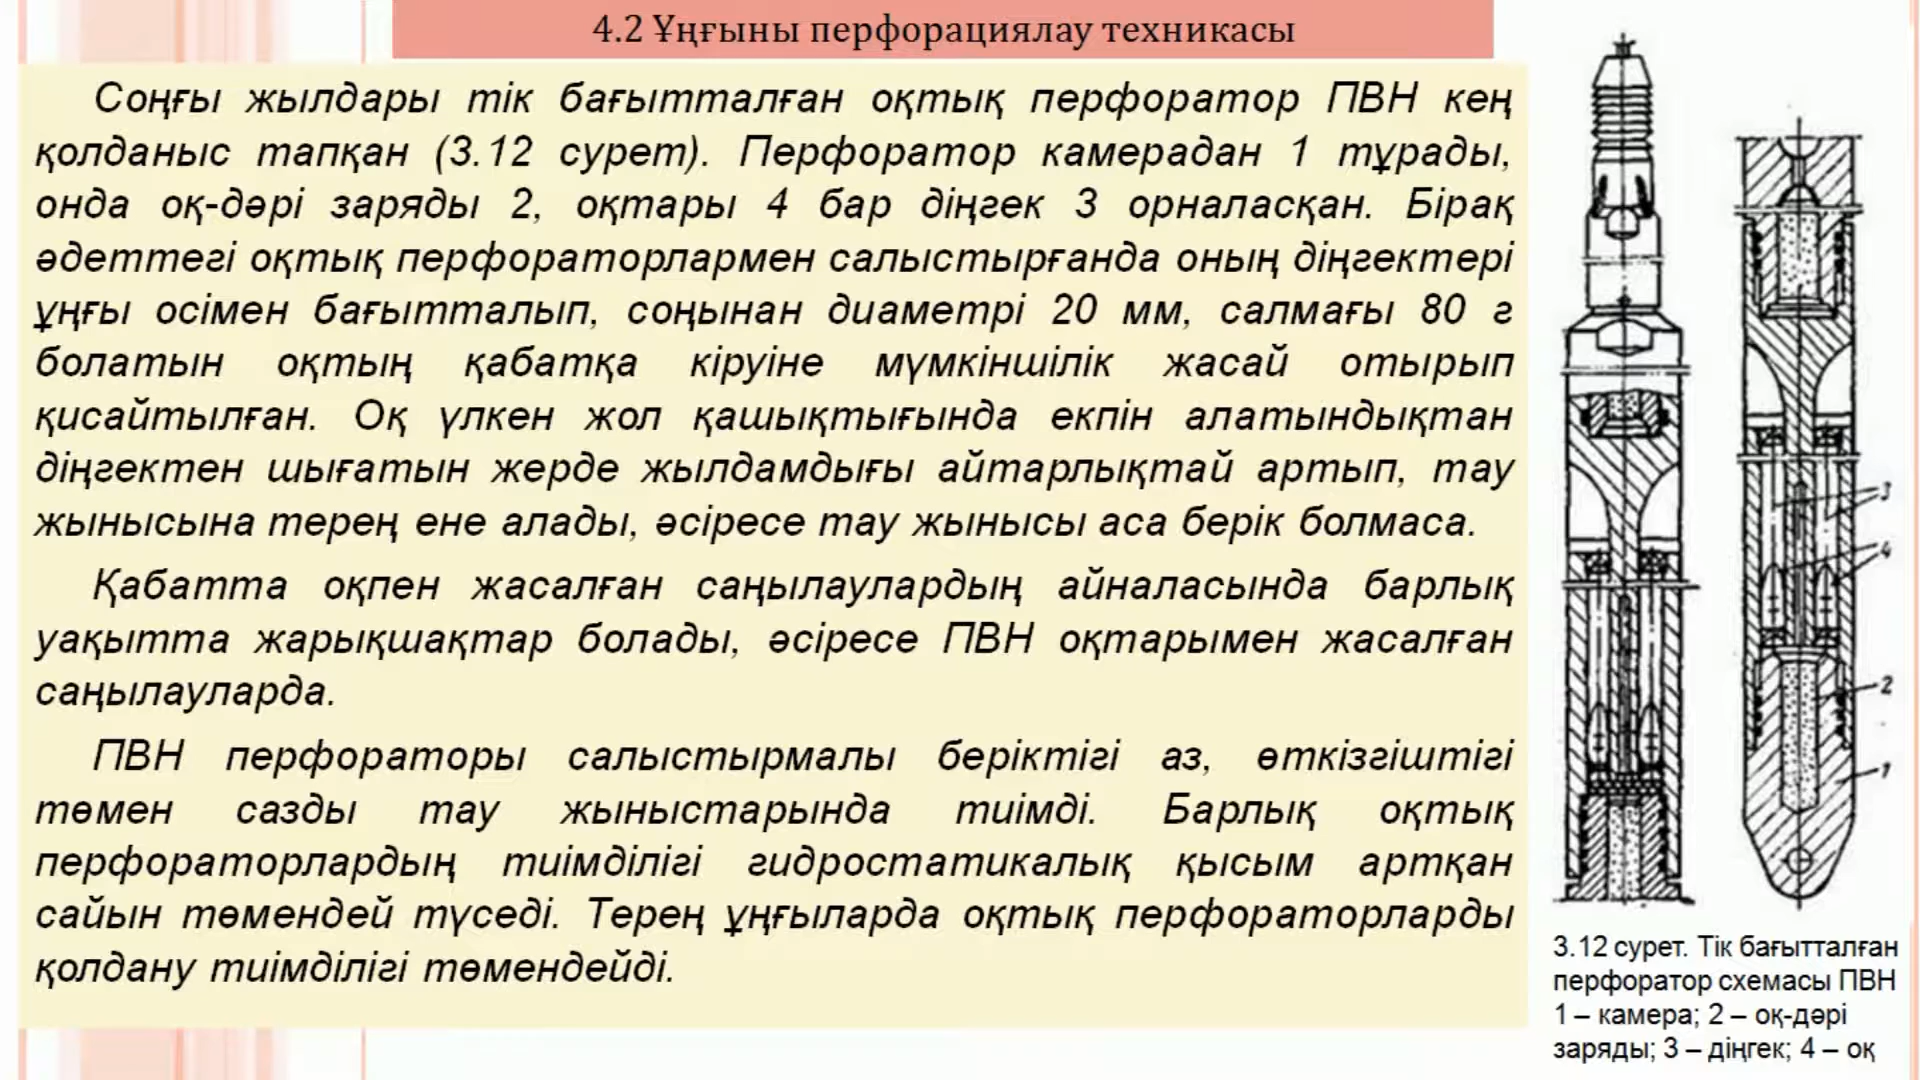 4.2 Ұңғыны перфорациялау техникасы
Соңғы жылдары тік бағытталған оқтық перфоратор ПВН кең
қолданыс тапқан (3.12 сурет). Перфоратор камерадан 1 тұрады,
онда оқ-дәрі заряды 2, оқтары 4 бар діңгек 3 орналасқан. Бірақ
әдеттегі оқтық перфораторлармен салыстырғанда оның діңгектері
ұңғы осімен бағытталып, соңынан диаметрі 20 мм, салмағы 80 г
болатын оқтың қабатқа кіруіне мүмкіншілік жасай отырып
қисайтылған. Оқ үлкен жол қашықтығында екпін алатындықтан
діңгектен шығатын жерде жылдамдығы айтарлықтай артып, тау
жынысына терең ене алады, әсіресе тау жынысы аса берік болмаса.
Қабатта оқпен жасалған саңылаулардың айналасында барлық
уақытта жарықшақтар болады, әсіресе ПВН оқтарымен жасалған
саңылауларда.
ПВН перфораторы салыстырмалы беріктігі аз, өткізгіштігі
төмен сазды тау жыныстарында тиімді. Барлық оқтық
перфораторлардың тиімділігі гидростатикалық қысым артқан
сайын төмендей түседі. Терең ұңғыларда оқтық перфораторларды
қолдану тиімділігі төмендейді.
3
4
2
1
3.12 сурет. Тік бағытталған
перфоратор схемасы ПВН
1 – камера; 2 – оқ-дәрі
заряды; 3 – діңгек; 4 – оқ